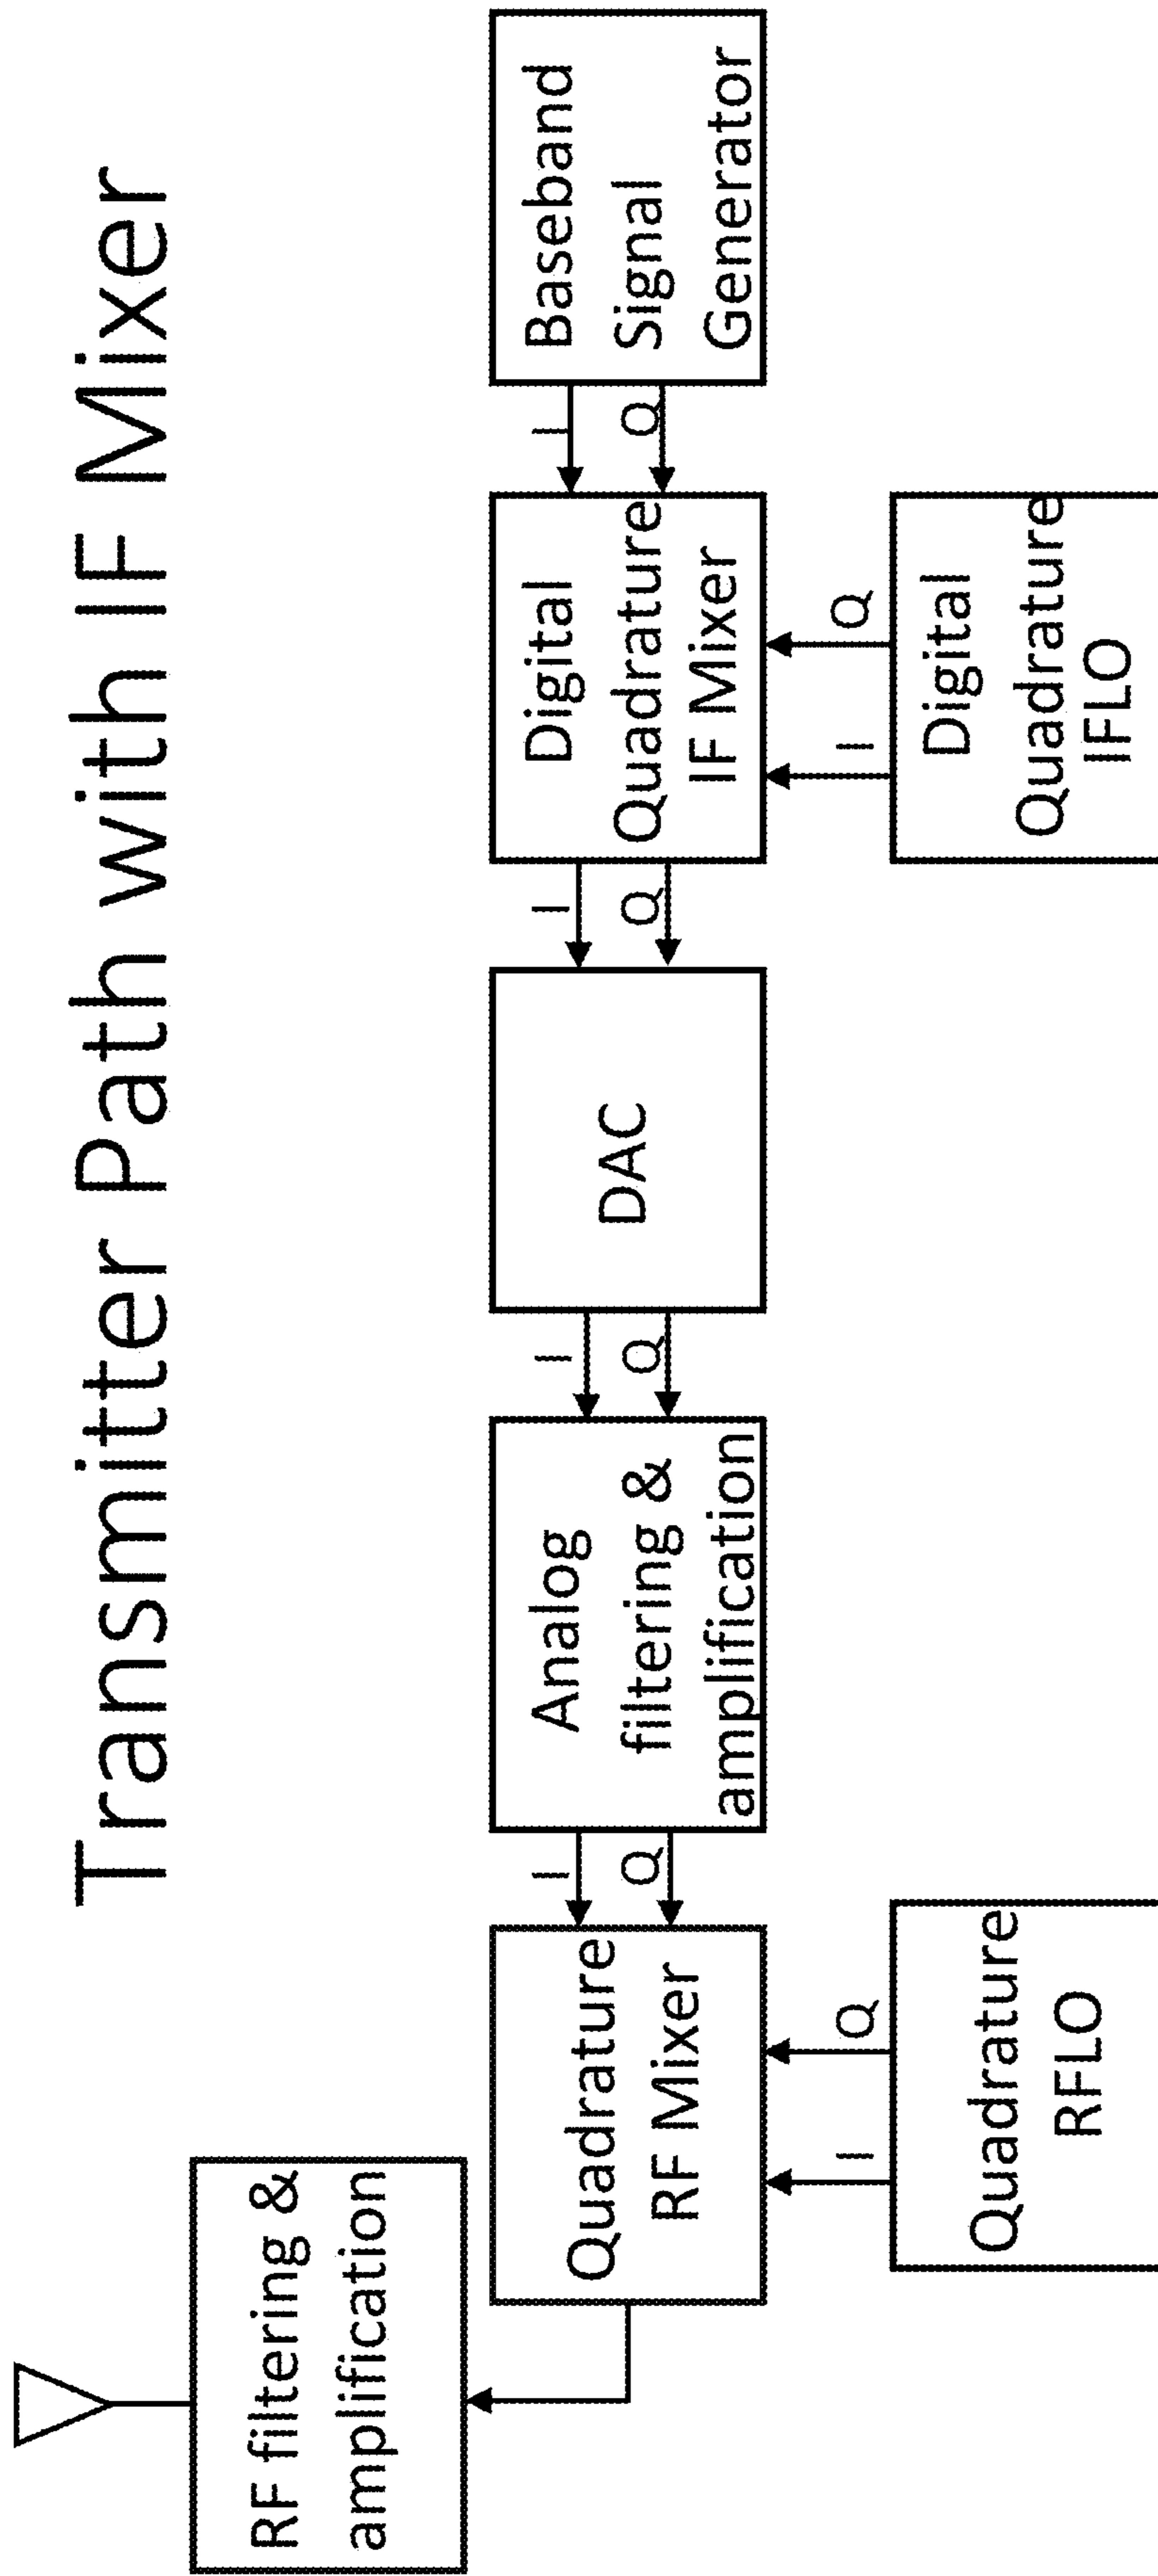 Transmitter Path with IF Mixer
RF filtering &
amplification
Quadrature
RF Mixer
I
Q
Analog
filtering &
amplification
I
Q
DAC
I
Q
Digital
Quadrature
IF Mixer
I
Q
Baseband
Signal
Generator
I
Q
Quadrature
RFLO
I
Q
Digital
Quadrature
IFLO